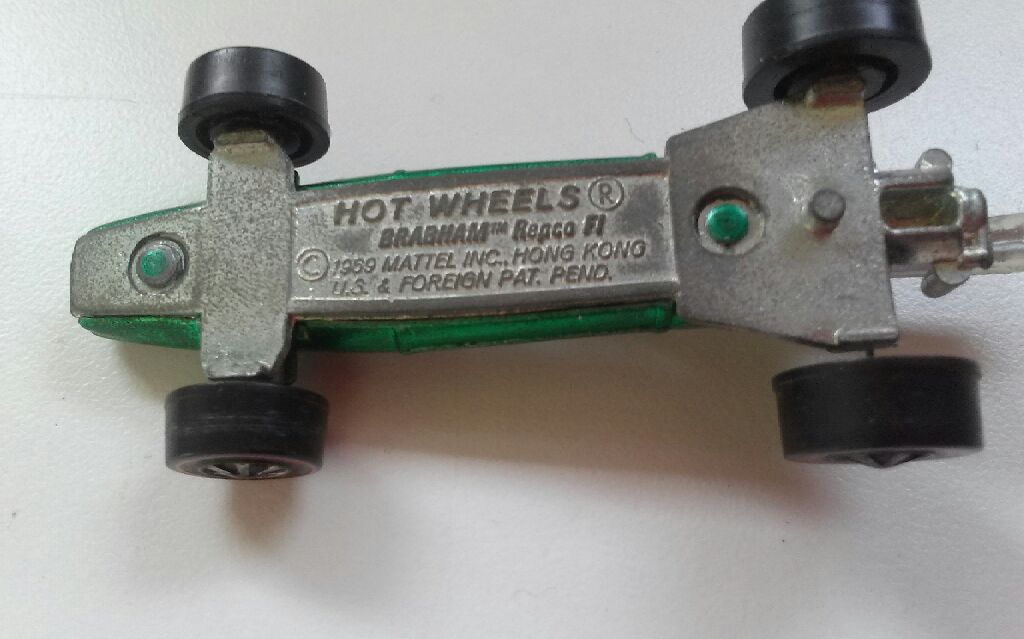 HOT WHEELS®
BRABHAM™ Repco F1
© 1969 MATTEL INC., HONG KONG
U.S. & FOREIGN PAT. PEND.